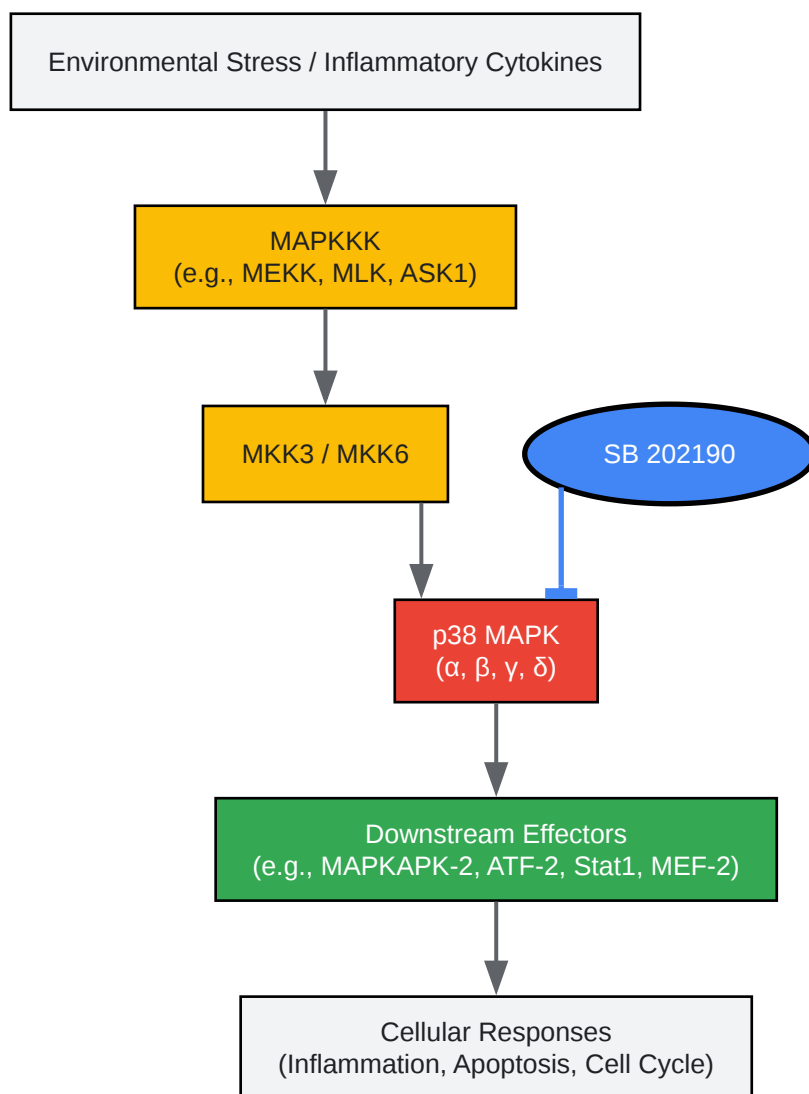 Environmental Stress / Inflammatory Cytokines
MAPKKK
(e.g., MEKK, MLK, ASK1)
MKK3 / MKK6
SB 202190
p38 MAPK
(α, β, γ, δ)
Downstream Effectors
(e.g., MAPKAPK-2, ATF-2, Stat1, MEF-2)
Cellular Responses
(Inflammation, Apoptosis, Cell Cycle)